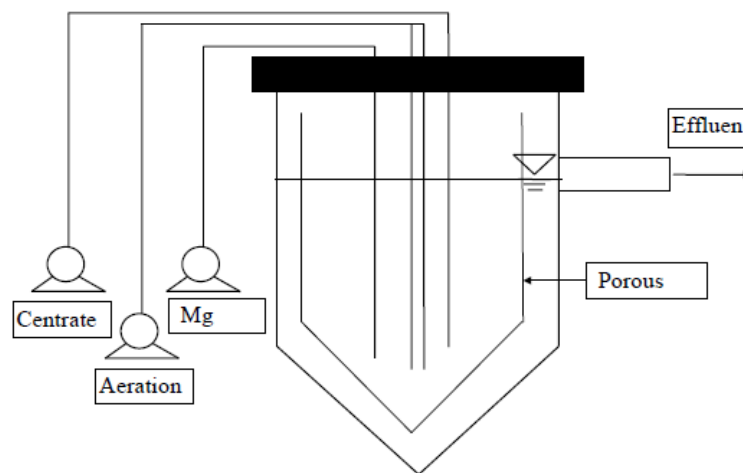 Effluen
Porous
Centrate
Mg
Aeration